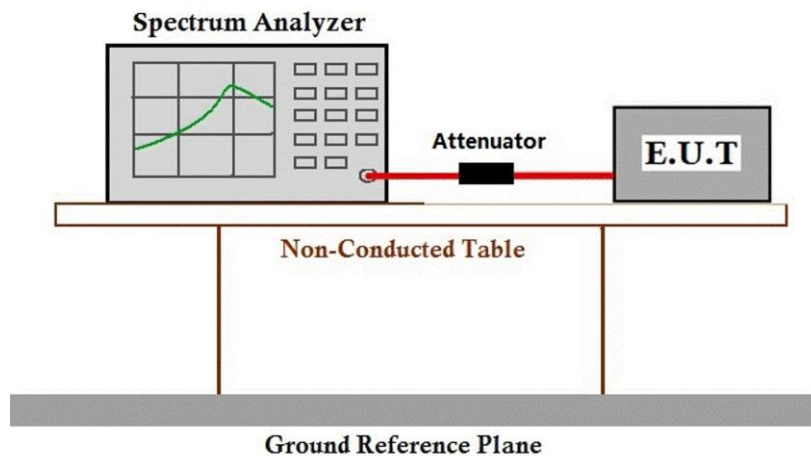 Spectrum Analyzer
Attenuator
E.U.T
Non-Conducted Table
Ground Reference Plane